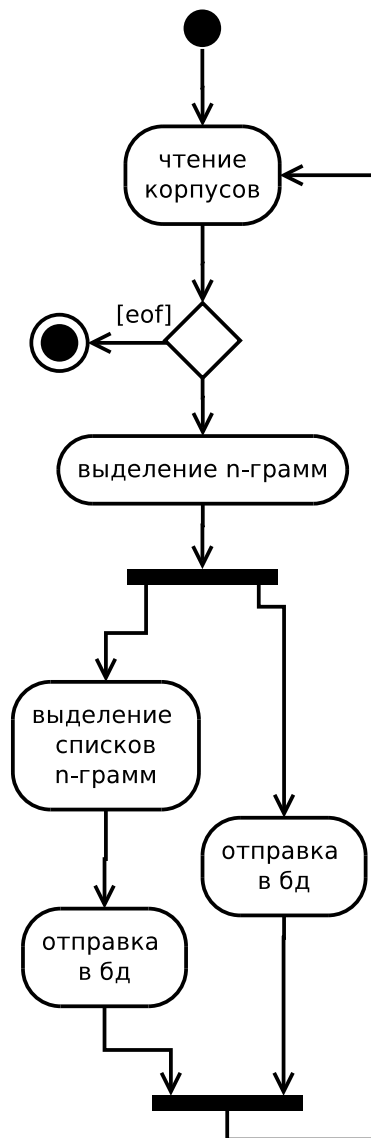 чтение
корпусов
[eof]
выделение n-грамм
выделение
списков
n-грамм
отправка
в бд
отправка
в бд